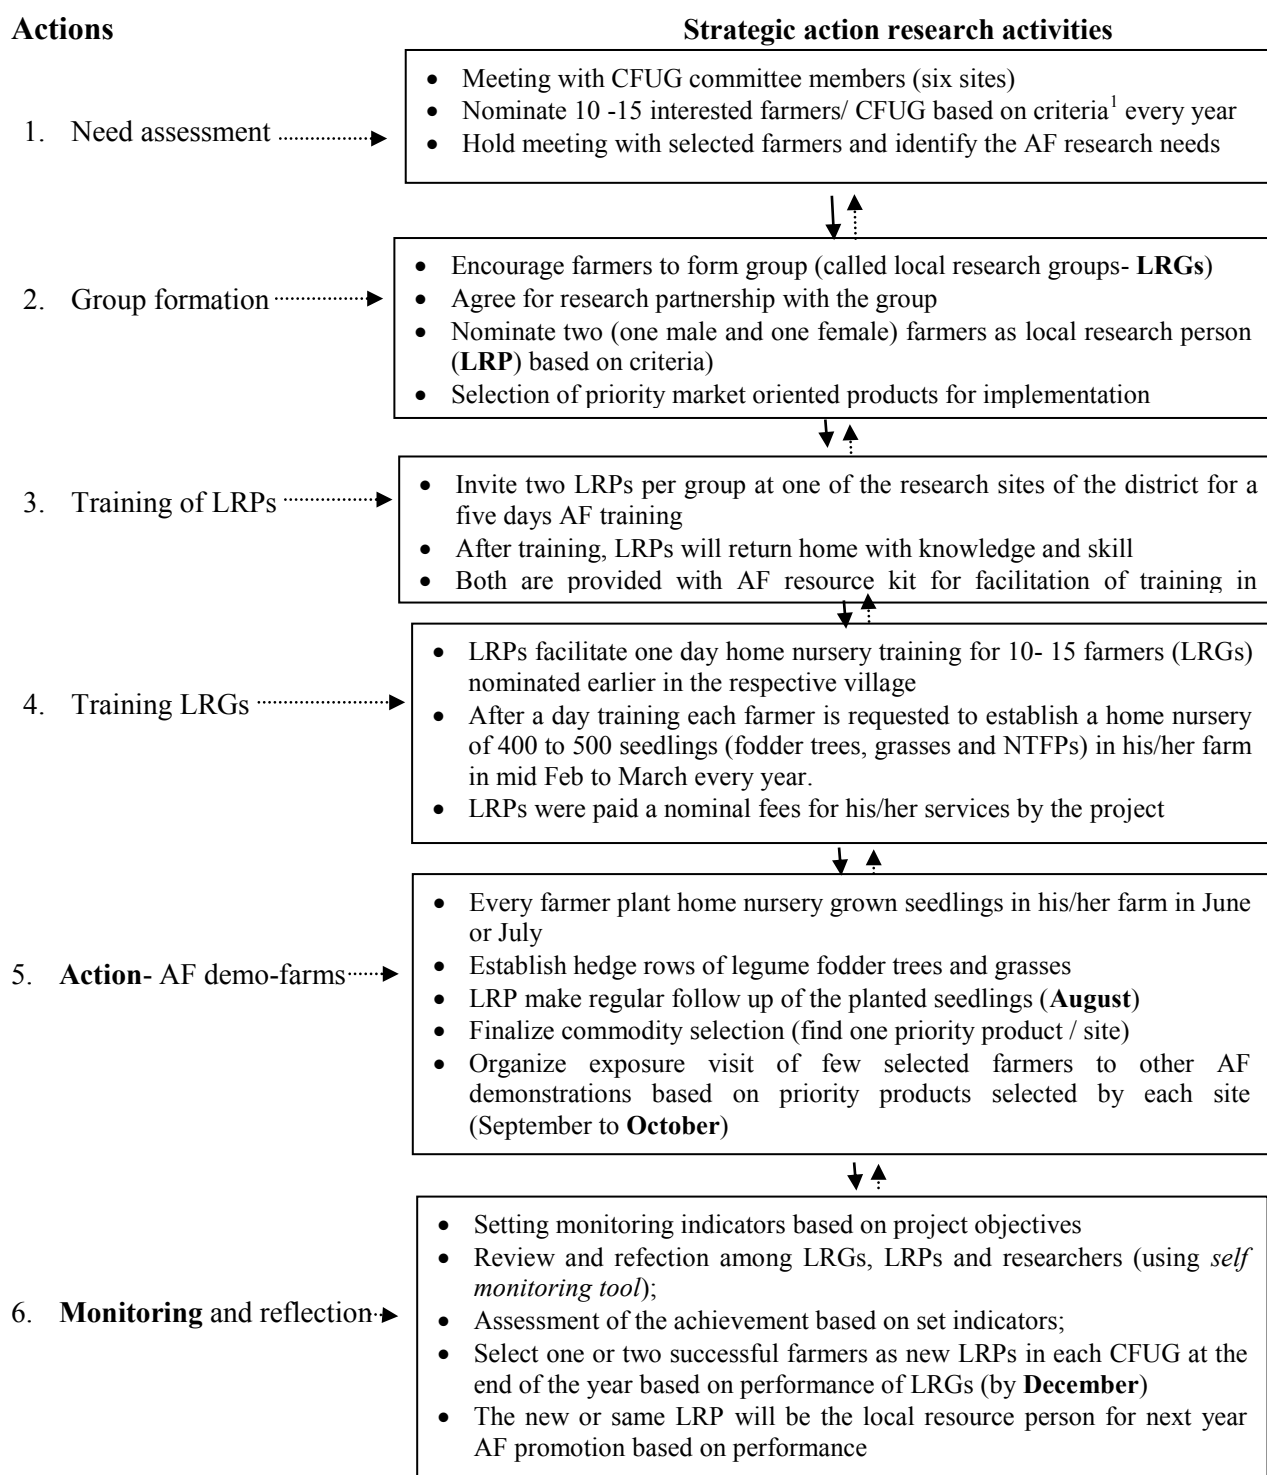 Actions
Strategic action research activities
1. Need assessment
• Meeting with CFUG committee members (six sites)
• Nominate 10 -15 interested farmers/ CFUG based on criteria1 every year
• Hold meeting with selected farmers and identify the AF research needs
2. Group formation
• Encourage farmers to form group (called local research groups- LRGs)
• Agree for research partnership with the group
• Nominate two (one male and one female) farmers as local research person
(LRP) based on criteria)
• Selection of priority market oriented products for implementation
3. Training of LRPs
• Invite two LRPs per group at one of the research sites of the district for a
five days AF training
• After training, LRPs will return home with knowledge and skill
• Both are provided with AF resource kit for facilitation of training in
4. Training LRGs
• LRPs facilitate one day home nursery training for 10- 15 farmers (LRGs)
nominated earlier in the respective village
• After a day training each farmer is requested to establish a home nursery
of 400 to 500 seedlings (fodder trees, grasses and NTFPs) in his/her farm
in mid Feb to March every year.
• LRPs were paid a nominal fees for his/her services by the project
5. Action- AF demo-farms
• Every farmer plant home nursery grown seedlings in his/her farm in June
or July
• Establish hedge rows of legume fodder trees and grasses
• LRP make regular follow up of the planted seedlings (August)
• Finalize commodity selection (find one priority product / site)
• Organize exposure visit of few selected farmers to other AF
demonstrations based on priority products selected by each site
(September to October)
6. Monitoring and reflection
• Setting monitoring indicators based on project objectives
• Review and refection among LRGs, LRPs and researchers (using self
monitoring tool);
• Assessment of the achievement based on set indicators;
• Select one or two successful farmers as new LRPs in each CFUG at the
end of the year based on performance of LRGs (by December)
• The new or same LRP will be the local resource person for next year
AF promotion based on performance